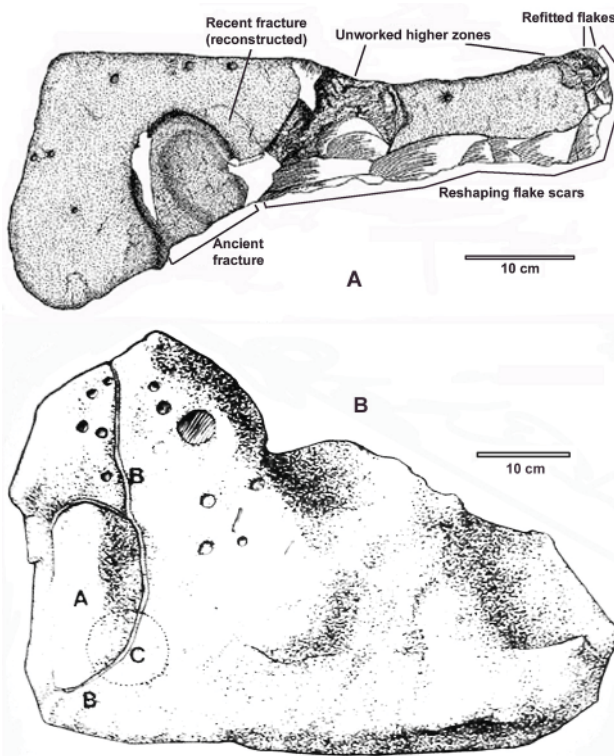 Recent fracture
(reconstructed)
Unworked higher zones
Refitted flakes
Reshaping flake scars
Ancient
fracture
10 cm
A
B
10 cm
B
A
C
B